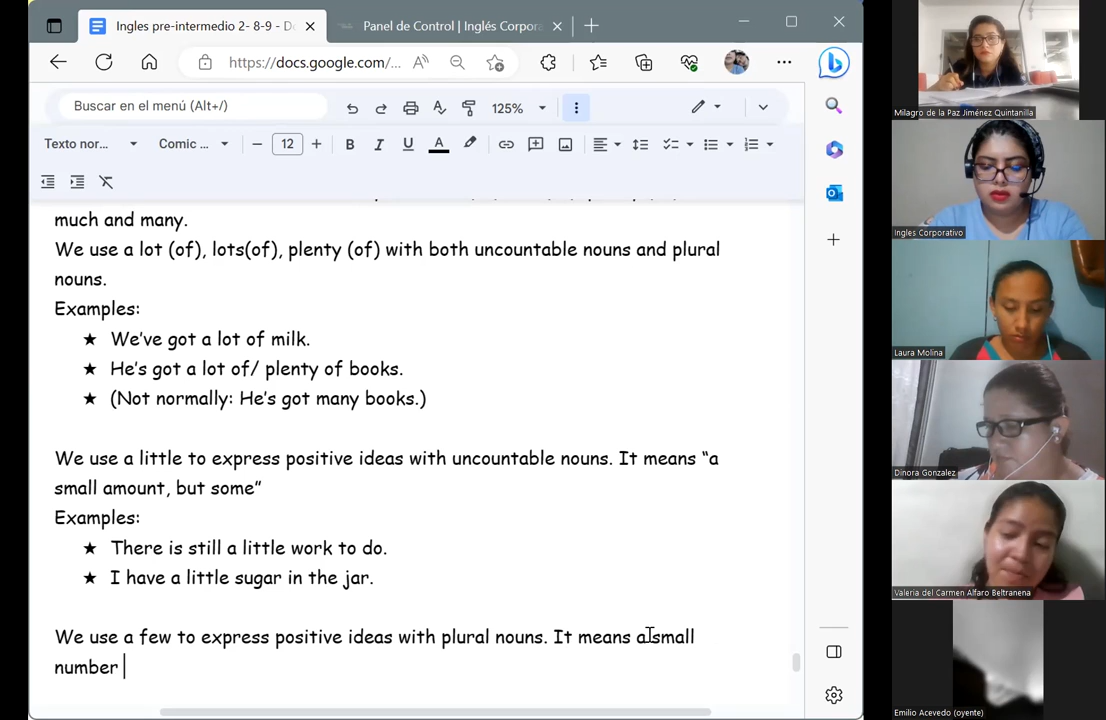 Ingles pre-intermedio 2- 8-9 - D
Panel de Control | Inglés Corpor
https://docs.google.com/...
Buscar en el menú (Alt+/)
125%
Texto nor...
Comic ...
12
B
I
U
A
much and many.
We use a lot (of), lots(of), plenty (of) with both uncountable nouns and plural
nouns.
Examples:
★ We've got a lot of milk.
★ He's got a lot of/ plenty of books.
★ (Not normally: He's got many books.)
We use a little to express positive ideas with uncountable nouns. It means “a
small amount, but some”
Examples:
★ There is still a little work to do.
★ I have a little sugar in the jar.
We use a few to express positive ideas with plural nouns. It means a small
number
Milagro de la Paz Jiménez Quintanilla
Ingles Corporativo
Laura Molina
Dinora Gonzalez
Valeria del Carmen Alfaro Beltranena
Emilio Acevedo (oyente)